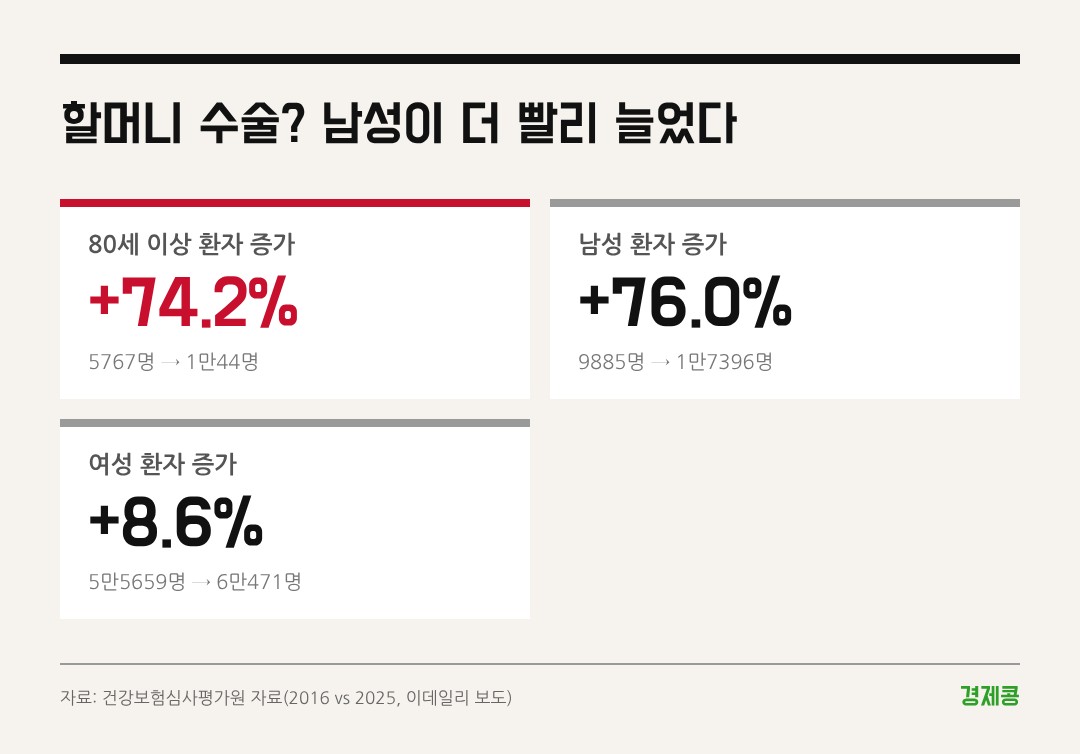 할머니 수술? 남성이 더 빨리 늘었다
80세 이상 환자 증가
+74.2%
5767명 → 1만44명
남성 환자 증가
+76.0%
9885명 → 1만7396명
여성 환자 증가
+8.6%
5만5659명 → 6만471명
자료: 건강보험심사평가원 자료(2016 vs 2025, 이데일리 보도)
경제콩